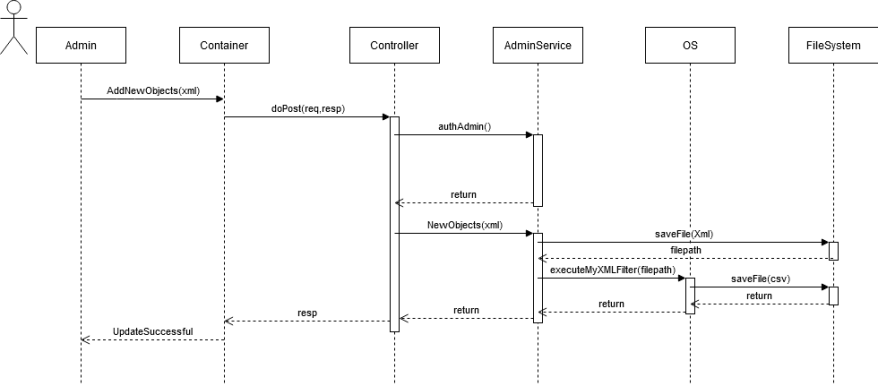 Admin
Container
Controller
AdminService
OS
FileSystem
AddNewObjects(xml)
doPost(req,resp)
authAdmin()
return
NewObjects(xml)
saveFile(Xml)
filepath
executeMyXMLFilter(filepath)
saveFile(csv)
return
return
return
resp
UpdateSuccessful